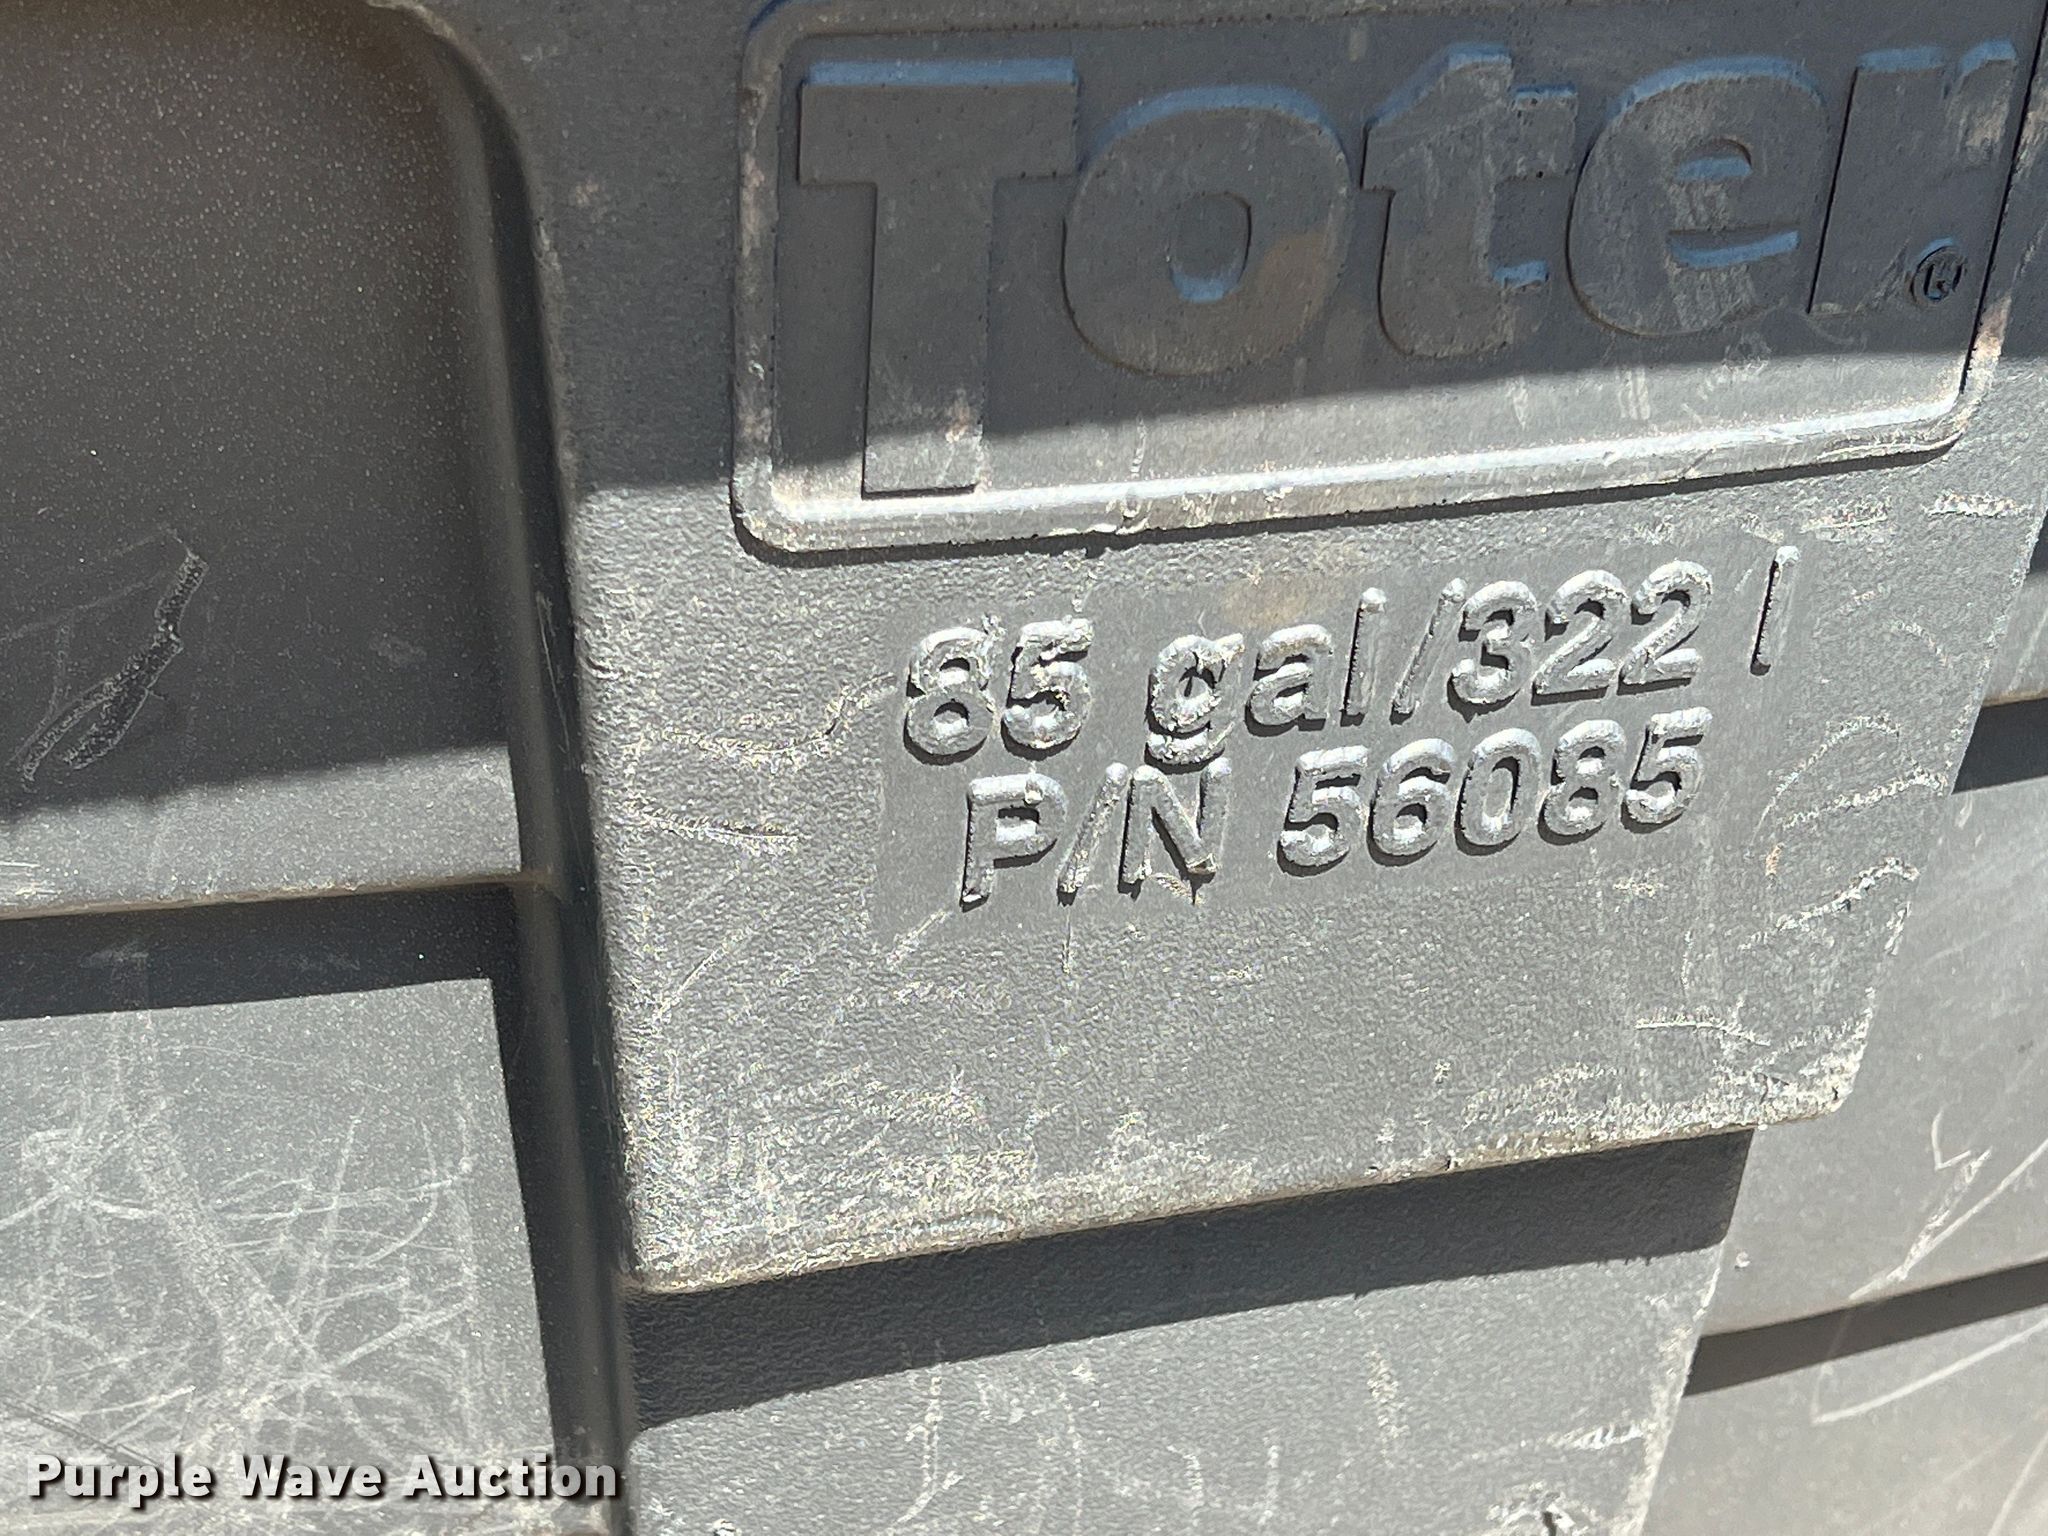 Toter®
85 gal/322 l
P/N 56085
Purple Wave Auction